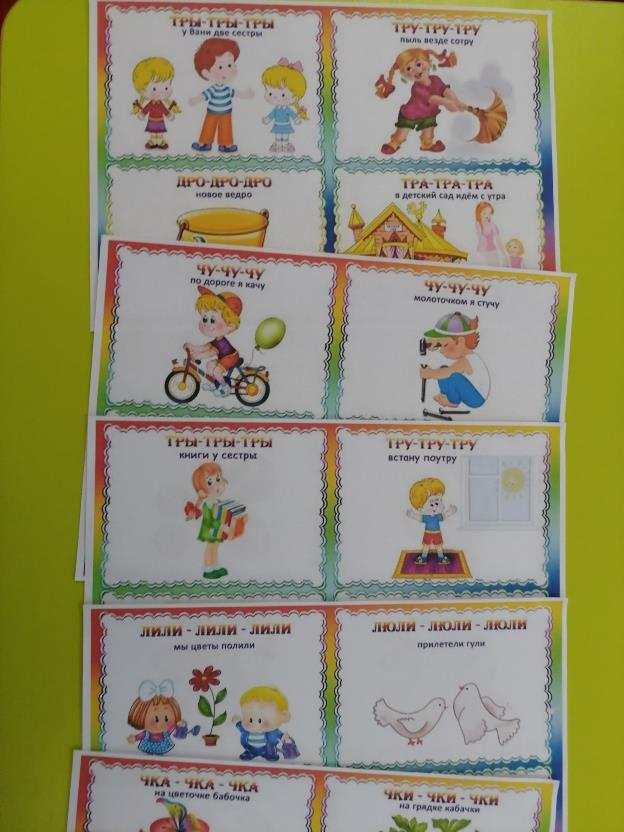 ТРЫ-ТРЫ-ТРЫ
у Вани две сестры
ТРУ-ТРУ-ТРУ
пыль везде сотру
ДРО-ДРО-ДРО
новое ведро
ТРА-ТРА-ТРА
в детский сад идём с утра
ЧУ-ЧУ-ЧУ
по дороге я качу
ЧУ-ЧУ-ЧУ
молоточком я стучу
ТРЫ-ТРЫ-ТРЫ
книги у сестры
ТРУ-ТРУ-ТРУ
встану поутру
ЛИЛИ - ЛИЛИ - ЛИЛИ
мы цветы полили
ЛЮЛИ - ЛЮЛИ - ЛЮЛИ
прилетели гули
ЧКА - ЧКА - ЧКА
на цветочке бабочка
ЧКИ - ЧКИ - ЧКИ
на грядке кабачки